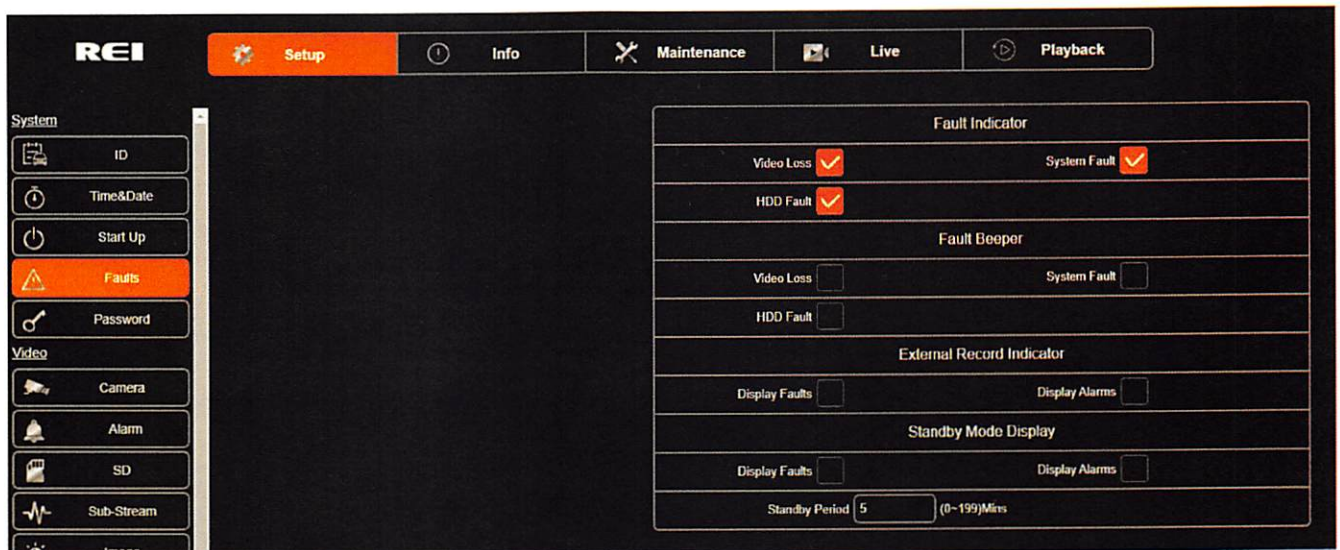 REI
Setup
Info
Maintenance
Live
Playback
System
ID
Time&Date
Start Up
Faults
Password
Video
Camera
Alarm
SD
Sub-Stream
Image
Fault Indicator
Video Loss System Fault
HDD Fault
Fault Beeper
Video Loss System Fault
HDD Fault
External Record Indicator
Display Faults Display Alarms
Standby Mode Display
Display Faults Display Alarms
Standby Period 5 (0~199)Mins